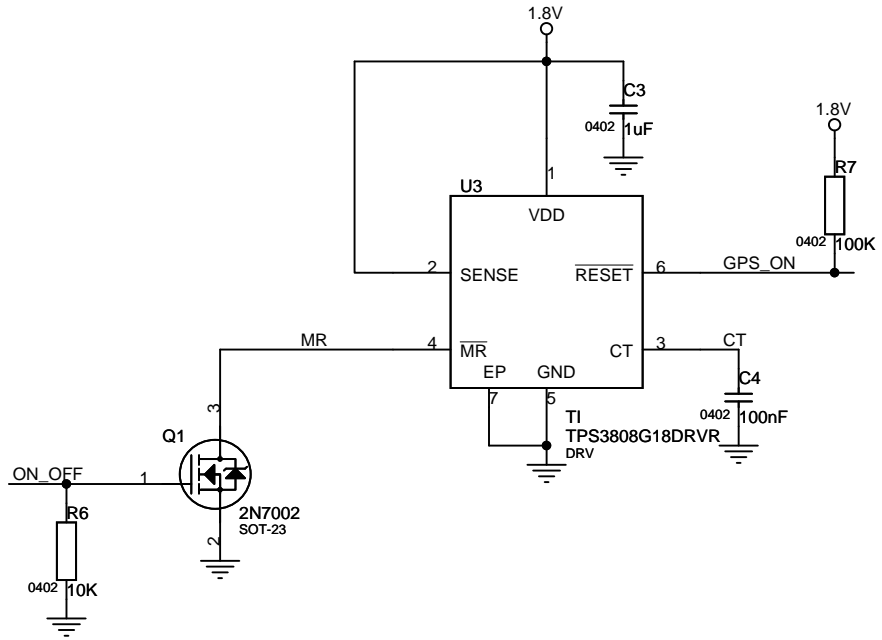 1.8V
C3
0402 1uF
1.8V
1
U3
R7
VDD
0402 100K
GPS_ON
2 SENSE RESET 6
MR
4 MR CT 3
CT
EP GND
C4
7 5
0402 100nF
3
TI
TPS3808G18DRVR
DRV
Q1
ON_OFF
1
2N7002
SOT-23
R6
2
0402 10K